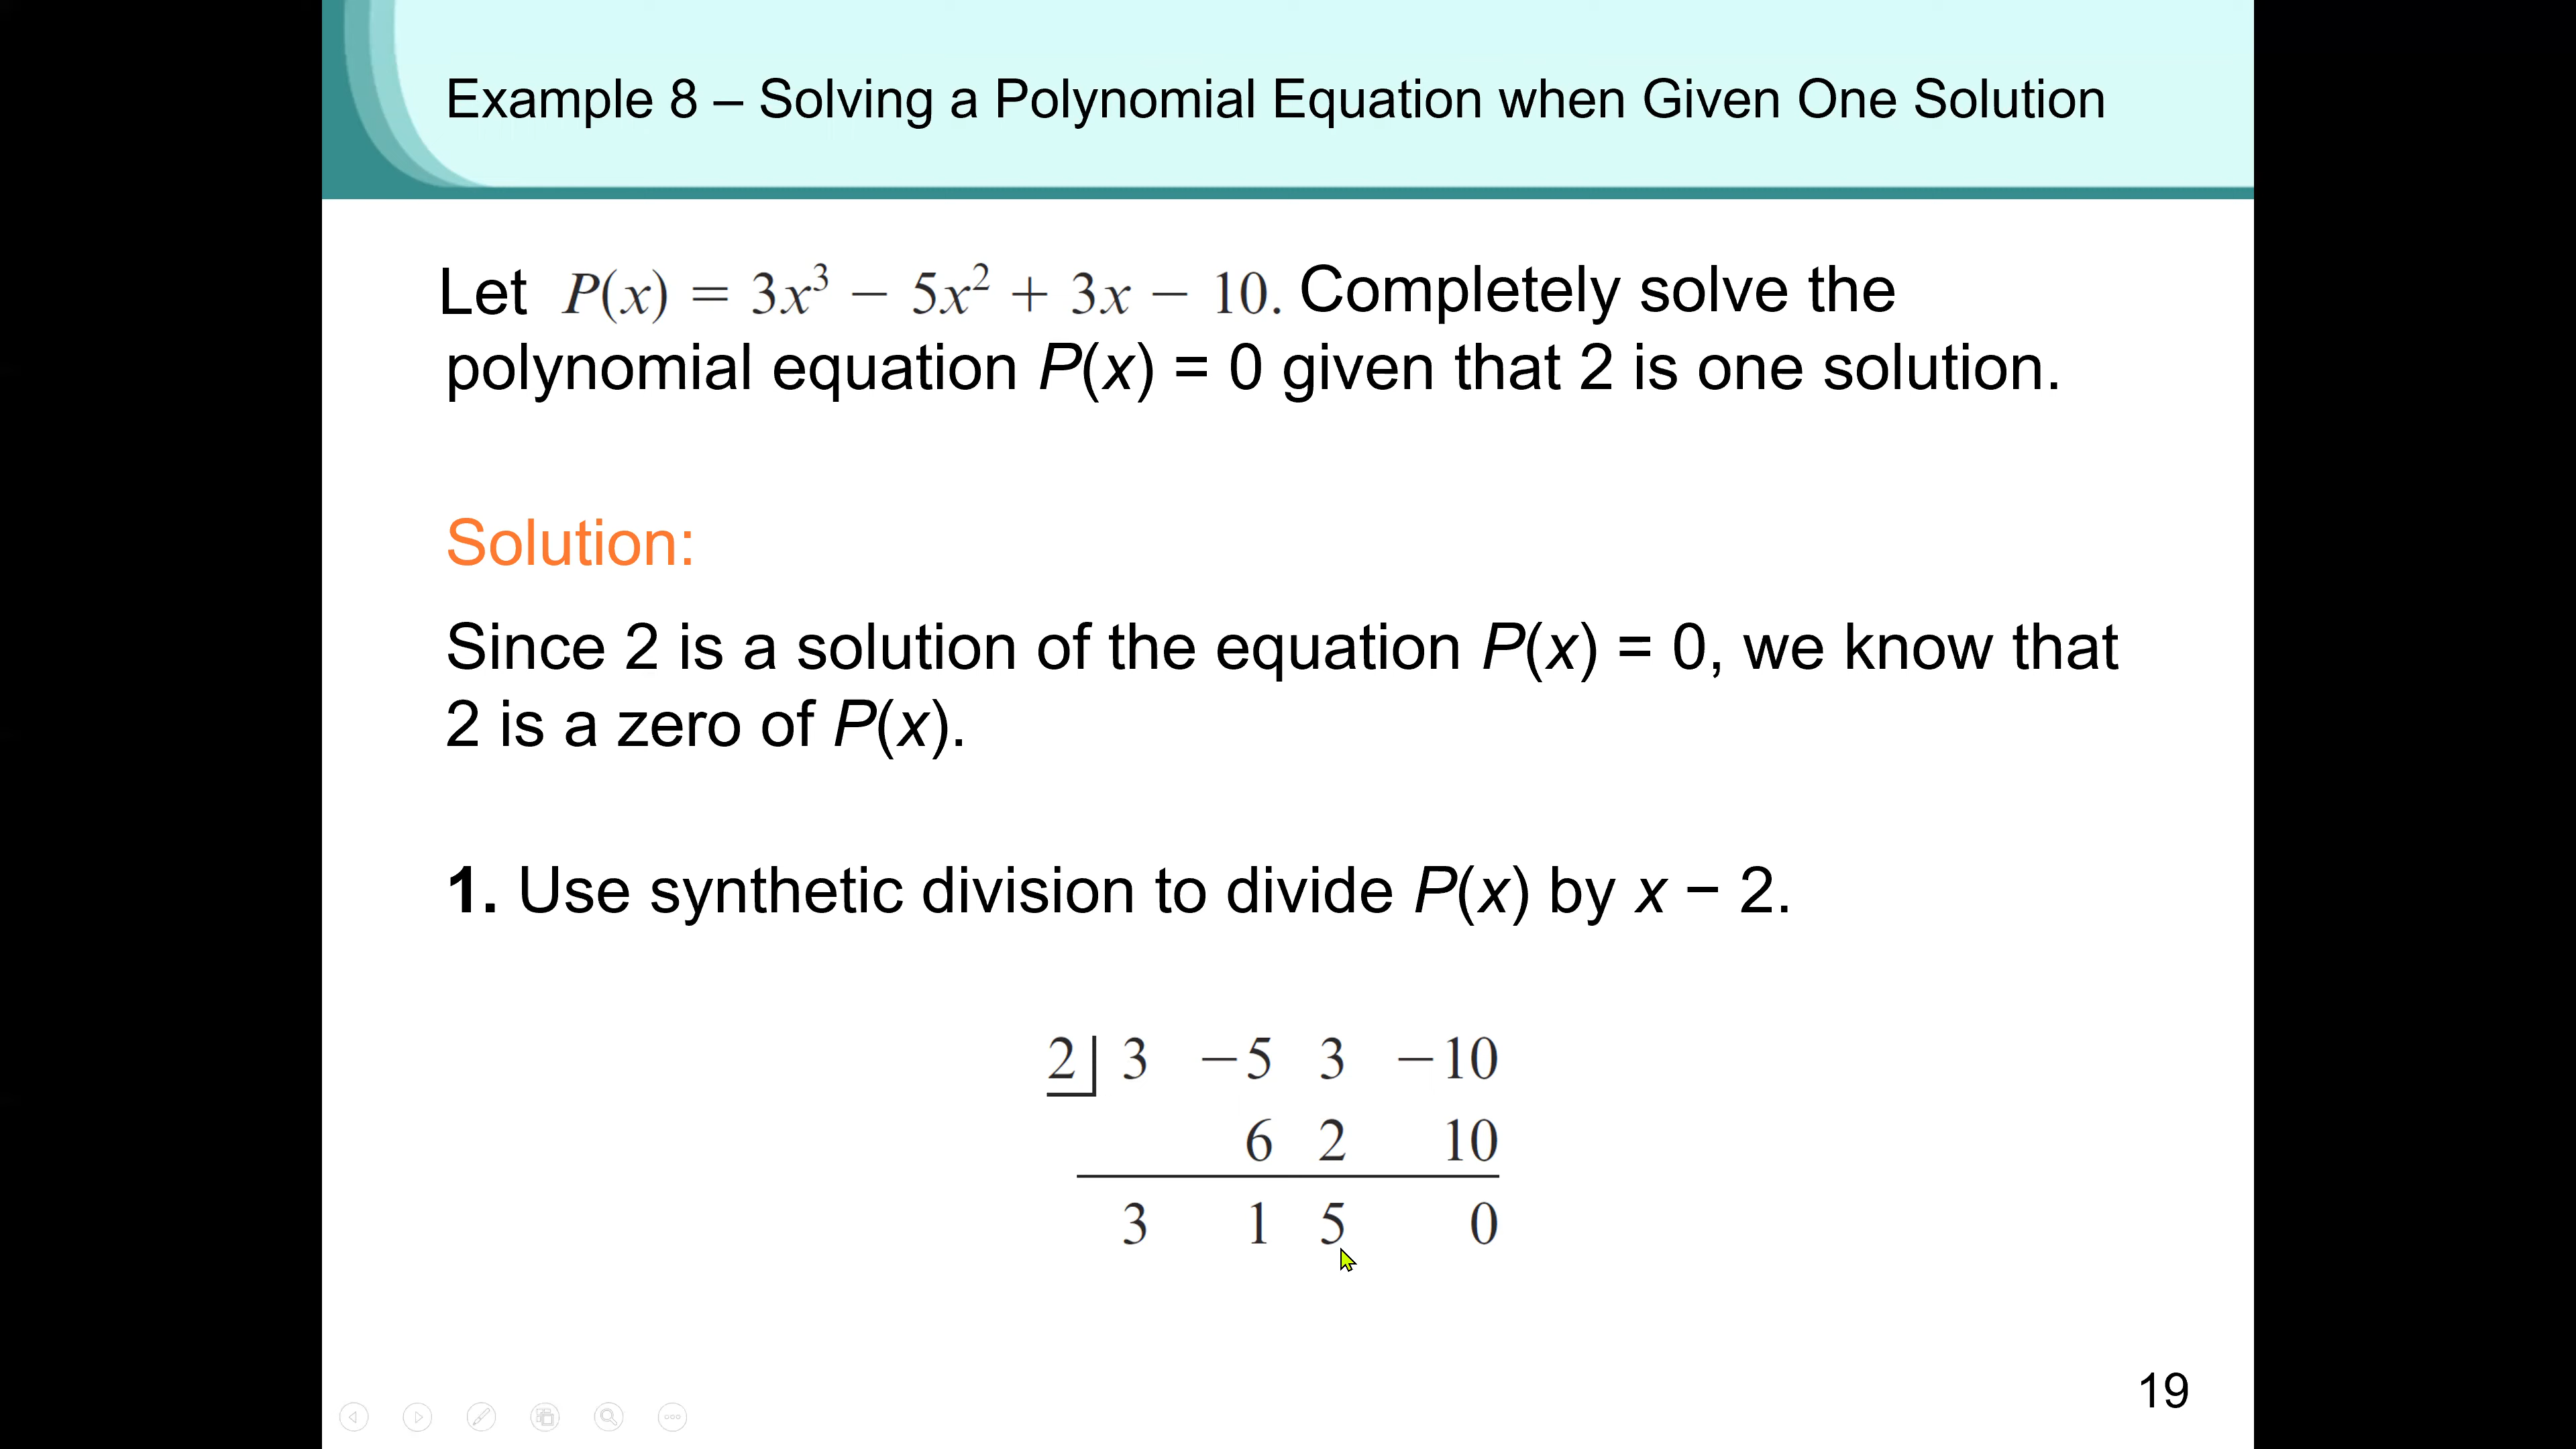 Example 8 – Solving a Polynomial Equation when Given One Solution
Let P(x) = 3x³ − 5x² + 3x − 10. Completely solve the
polynomial equation P(x) = 0 given that 2 is one solution.
Solution:
Since 2 is a solution of the equation P(x) = 0, we know that
2 is a zero of P(x).
1. Use synthetic division to divide P(x) by x − 2.
2 3 −5 3 −10
6 2 10
3 1 5 0
19